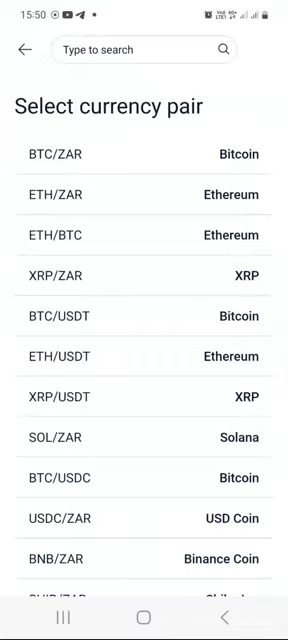 15:50
Type to search
Select currency pair
BTC/ZAR Bitcoin
ETH/ZAR Ethereum
ETH/BTC Ethereum
XRP/ZAR XRP
BTC/USDT Bitcoin
ETH/USDT Ethereum
XRP/USDT XRP
SOL/ZAR Solana
BTC/USDC Bitcoin
USDC/ZAR USD Coin
BNB/ZAR Binance Coin